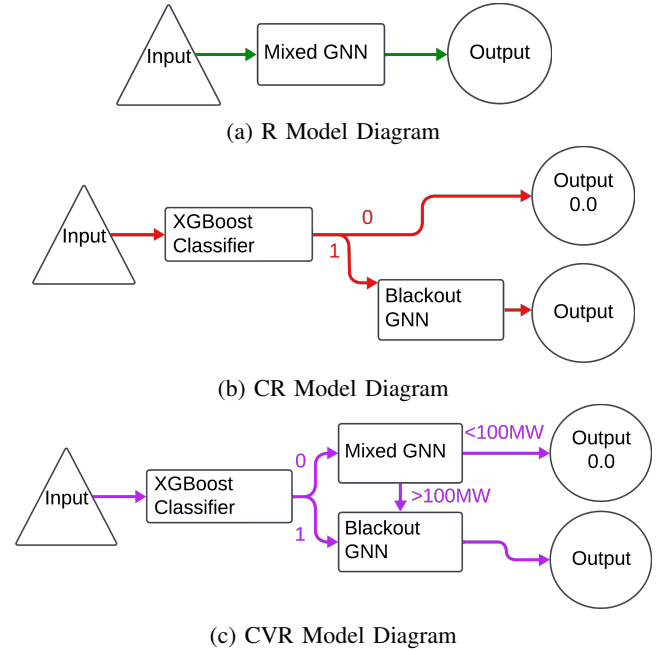 Input
Mixed GNN
Output
(a) R Model Diagram
Input
XGBoost
Classifier
0
1
Output
0.0
Blackout
GNN
Output
(b) CR Model Diagram
Input
XGBoost
Classifier
0
1
Mixed GNN
<100MW
Output
0.0
>100MW
Blackout
GNN
Output
(c) CVR Model Diagram